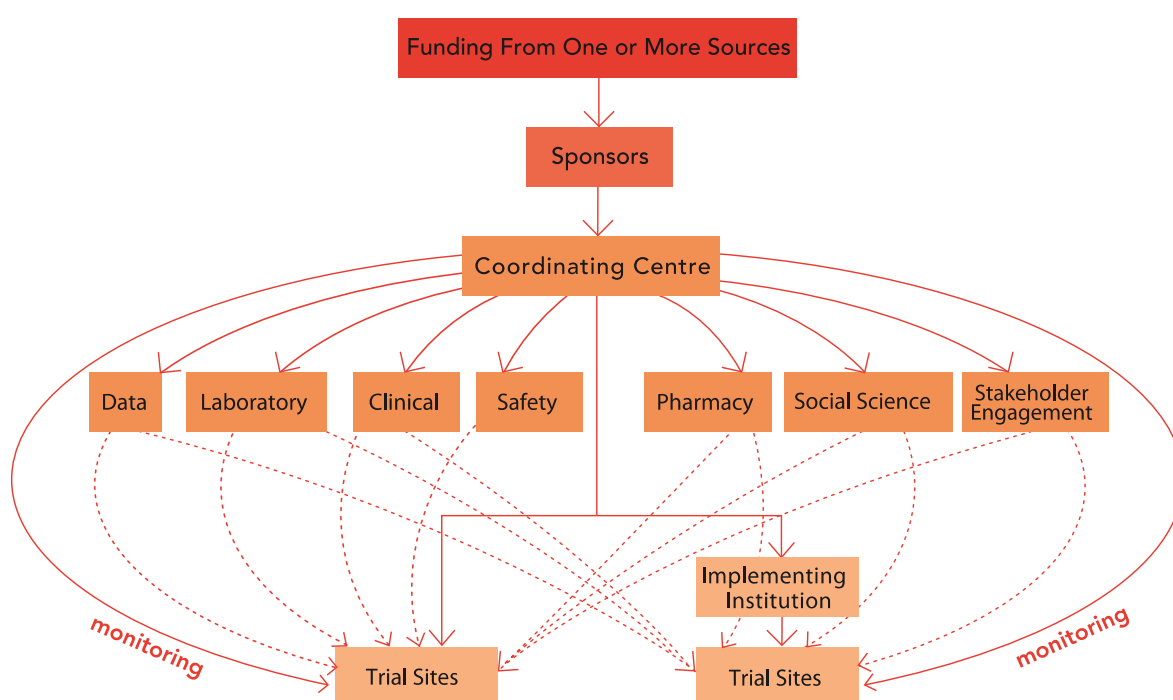 Funding From One or More Sources
Sponsors
Coordinating Centre
Data
Laboratory
Clinical
Safety
Pharmacy
Social Science
Stakeholder
Engagement
Implementing
Institution
monitoring
monitoring
Trial Sites
Trial Sites